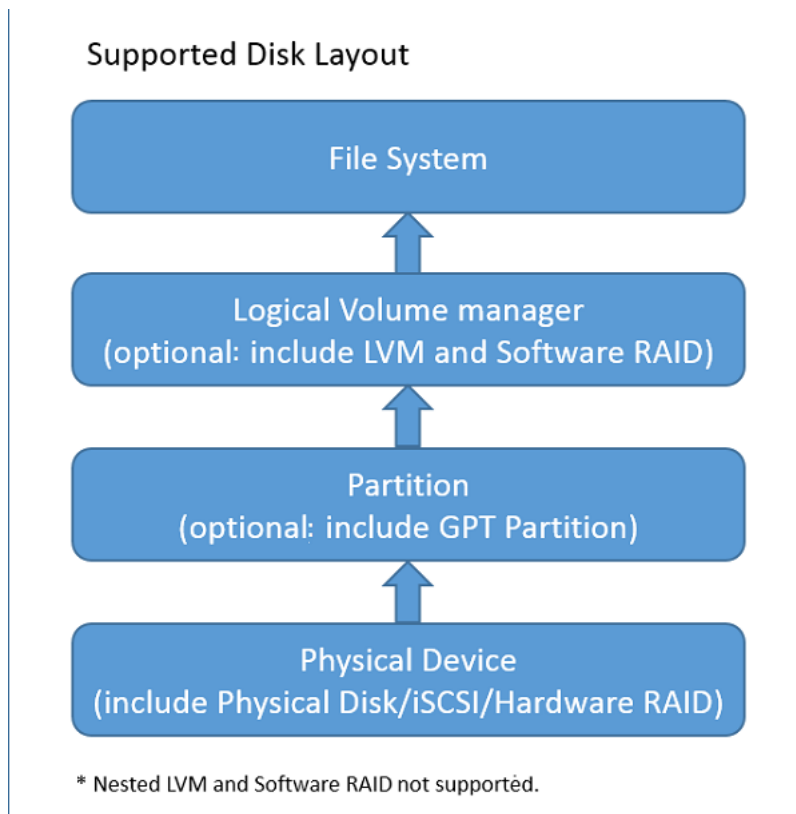 Supported Disk Layout
File System
Logical Volume manager
(optional: include LVM and Software RAID)
Partition
(optional: include GPT Partition)
Physical Device
(include Physical Disk/iSCSI/Hardware RAID)
* Nested LVM and Software RAID not supported.